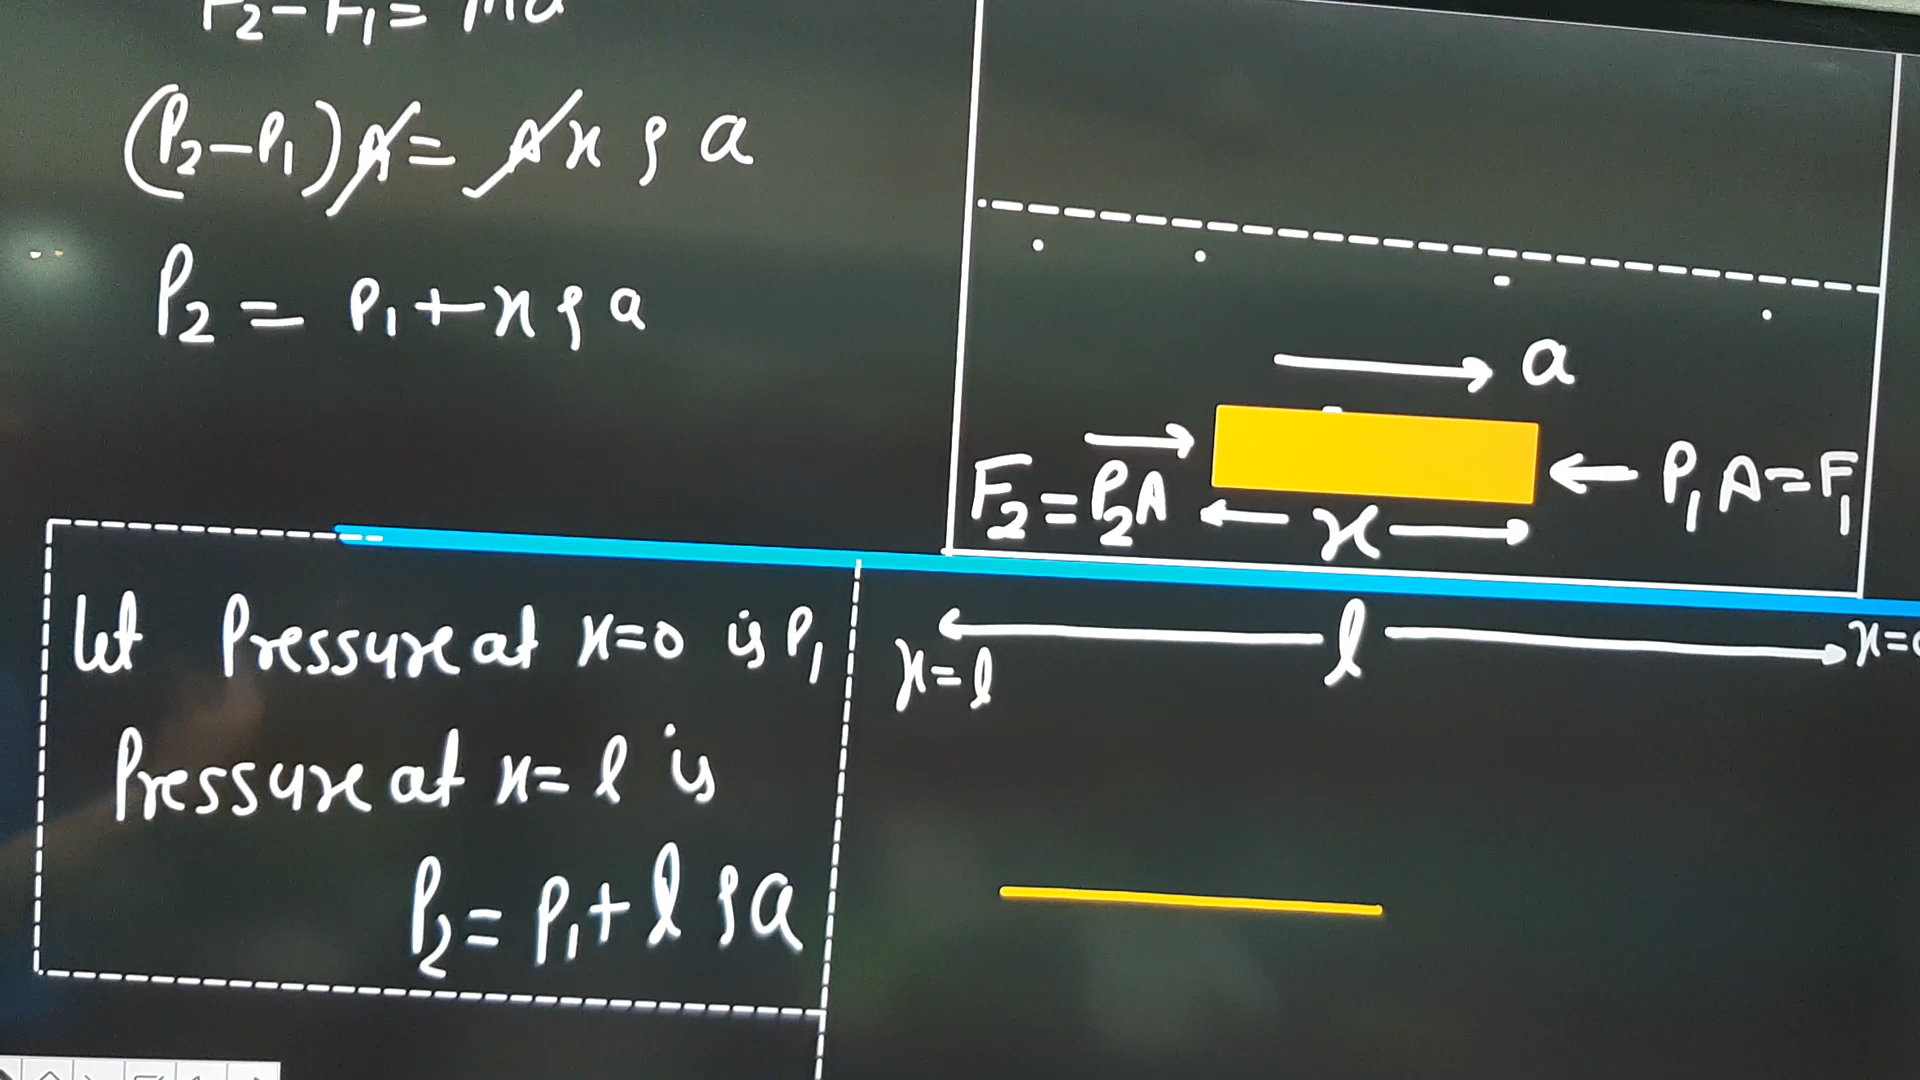 F₂-F₁= ma
(P₂-P₁)A= Axρa
P₂= P₁+xρa
a
F₂=P₂A
P₁A=F₁
x
l
x=l
x=0
Let Pressure at x=0 is P₁
Pressure at x=l is
P₂=P₁+lρa